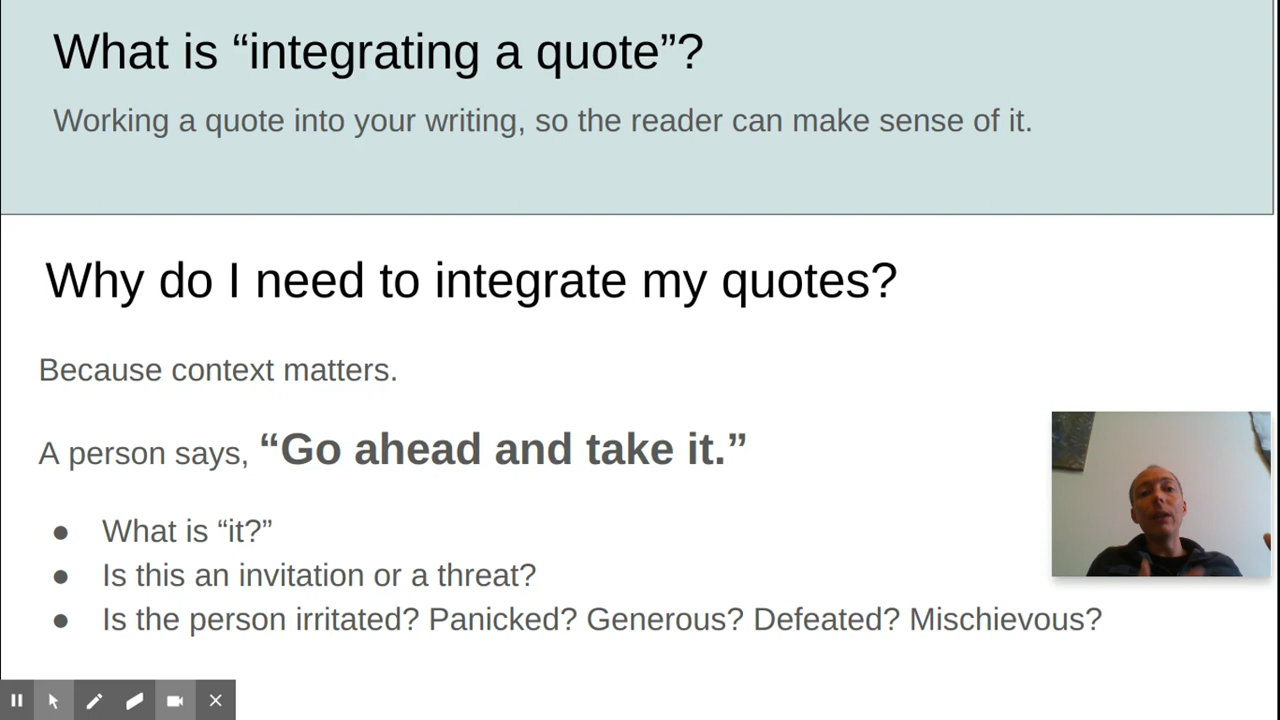 What is “integrating a quote”?
Working a quote into your writing, so the reader can make sense of it.
Why do I need to integrate my quotes?
Because context matters.
A person says, “Go ahead and take it.”
● What is “it?”
● Is this an invitation or a threat?
● Is the person irritated? Panicked? Generous? Defeated? Mischievous?